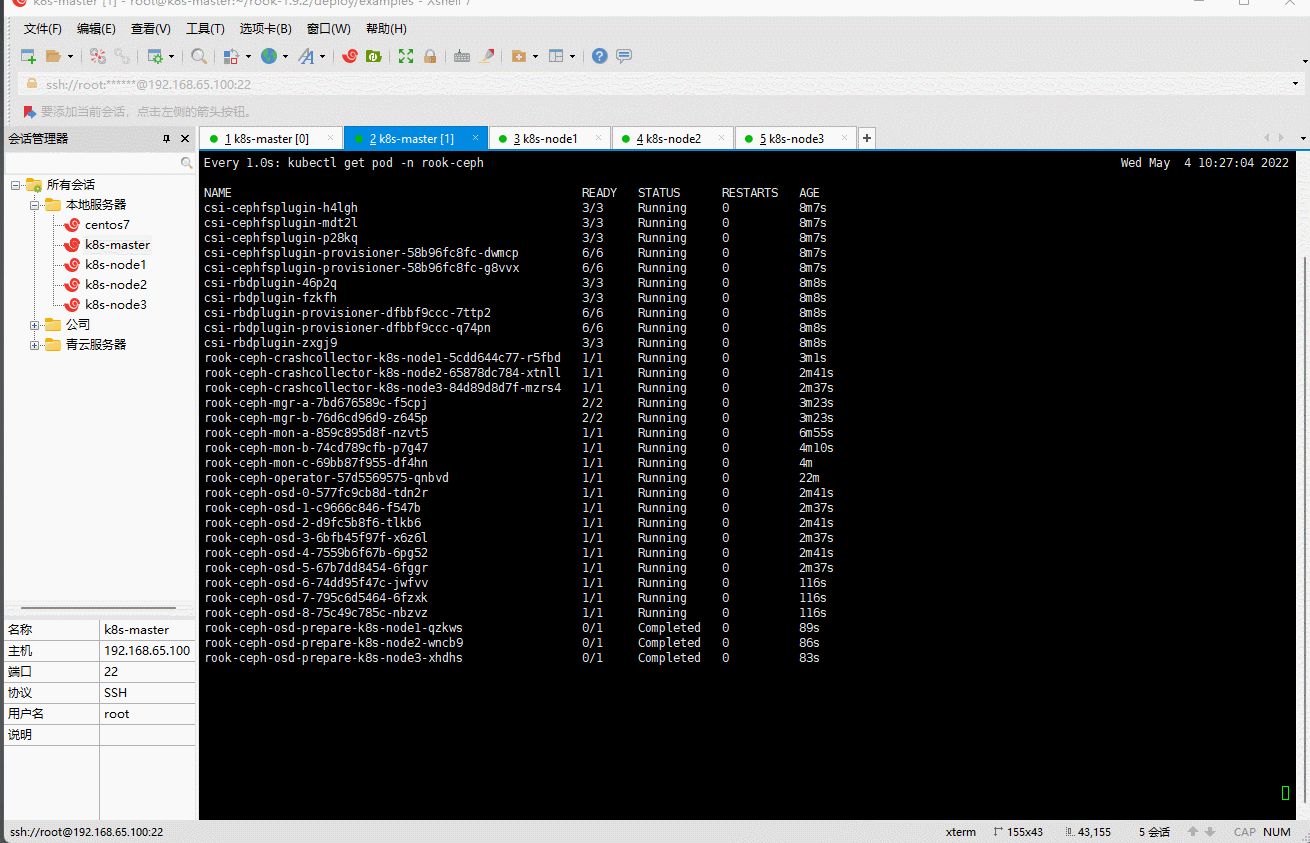 k8s-master [1] - root@k8s-master:~/rook-1.9.2/deploy/examples - Xshell 7
文件(F) 编辑(E) 查看(V) 工具(T) 选项卡(B) 窗口(W) 帮助(H)
ssh://root:******@192.168.65.100:22
要添加当前会话，点击左侧的箭头按钮。
会话管理器
1 k8s-master [0] 2 k8s-master [1] 3 k8s-node1 4 k8s-node2 5 k8s-node3
所有会话
本地服务器
centos7
k8s-master
k8s-node1
k8s-node2
k8s-node3
公司
青云服务器
名称 k8s-master
主机 192.168.65.100
端口 22
协议 SSH
用户名 root
说明
Every 1.0s: kubectl get pod -n rook-ceph Wed May 4 10:27:04 2022
NAME READY STATUS RESTARTS AGE
csi-cephfsplugin-h4lgh 3/3 Running 0 8m7s
csi-cephfsplugin-mdt2l 3/3 Running 0 8m7s
csi-cephfsplugin-p28kq 3/3 Running 0 8m7s
csi-cephfsplugin-provisioner-58b96fc8fc-dwmcp 6/6 Running 0 8m7s
csi-cephfsplugin-provisioner-58b96fc8fc-g8vvx 6/6 Running 0 8m7s
csi-rbdplugin-46p2q 3/3 Running 0 8m8s
csi-rbdplugin-fzkfh 3/3 Running 0 8m8s
csi-rbdplugin-provisioner-dfbbf9ccc-7ttp2 6/6 Running 0 8m8s
csi-rbdplugin-provisioner-dfbbf9ccc-q74pn 6/6 Running 0 8m8s
csi-rbdplugin-zxgj9 3/3 Running 0 8m8s
rook-ceph-crashcollector-k8s-node1-5cdd644c77-r5fbd 1/1 Running 0 3m1s
rook-ceph-crashcollector-k8s-node2-65878dc784-xtnll 1/1 Running 0 2m41s
rook-ceph-crashcollector-k8s-node3-84d89d8d7f-mzrs4 1/1 Running 0 2m37s
rook-ceph-mgr-a-7bd676589c-f5cpj 2/2 Running 0 3m23s
rook-ceph-mgr-b-76d6cd96d9-z645p 2/2 Running 0 3m23s
rook-ceph-mon-a-859c895d8f-nzvt5 1/1 Running 0 6m55s
rook-ceph-mon-b-74cd789cfb-p7g47 1/1 Running 0 4m10s
rook-ceph-mon-c-69bb87f955-df4hn 1/1 Running 0 4m
rook-ceph-operator-57d5569575-qnbvd 1/1 Running 0 22m
rook-ceph-osd-0-577fc9cb8d-tdn2r 1/1 Running 0 2m41s
rook-ceph-osd-1-c9666c846-f547b 1/1 Running 0 2m37s
rook-ceph-osd-2-d9fc5b8f6-tlkb6 1/1 Running 0 2m41s
rook-ceph-osd-3-6bfb45f97f-x6z6l 1/1 Running 0 2m37s
rook-ceph-osd-4-7559b6f67b-6pg52 1/1 Running 0 2m41s
rook-ceph-osd-5-67b7dd8454-6fggr 1/1 Running 0 2m37s
rook-ceph-osd-6-74dd95f47c-jwfvv 1/1 Running 0 116s
rook-ceph-osd-7-795c6d5464-6fzxk 1/1 Running 0 116s
rook-ceph-osd-8-75c49c785c-nbzvz 1/1 Running 0 116s
rook-ceph-osd-prepare-k8s-node1-qzkws 0/1 Completed 0 89s
rook-ceph-osd-prepare-k8s-node2-wncb9 0/1 Completed 0 86s
rook-ceph-osd-prepare-k8s-node3-xhdhs 0/1 Completed 0 83s
ssh://root@192.168.65.100:22 xterm 155x43 43,155 5 会话 CAP NUM